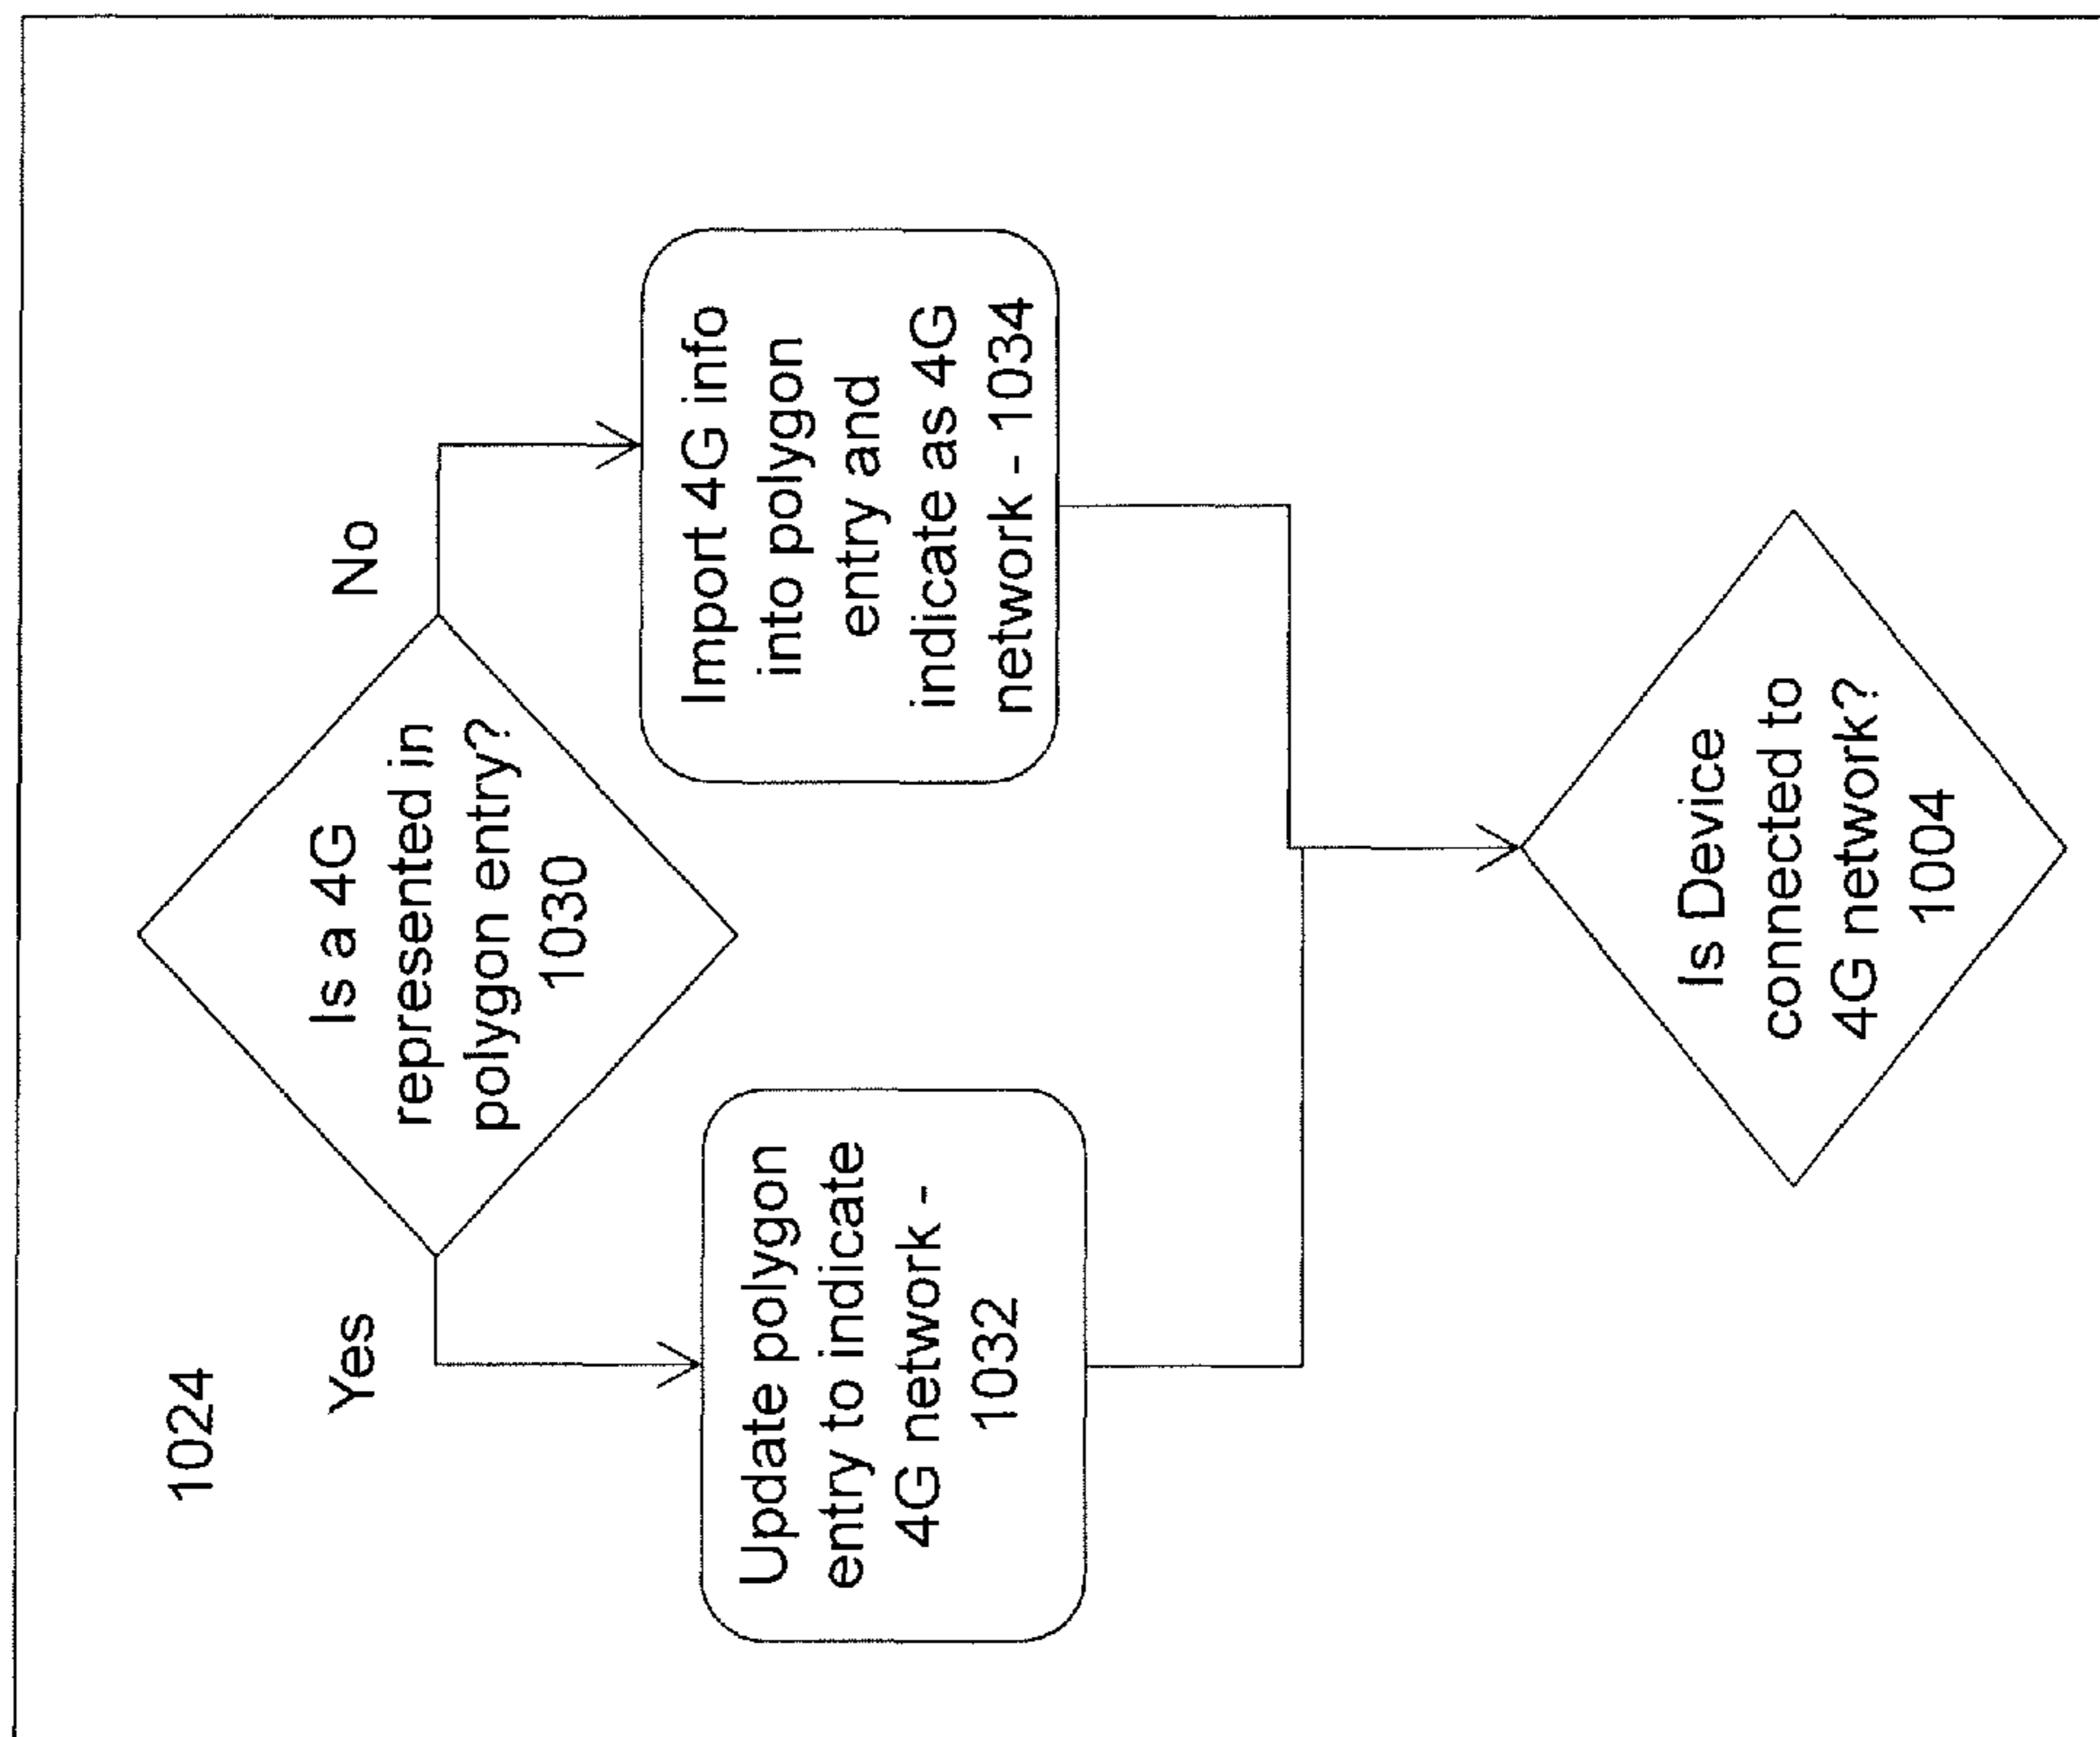 1024
Is a 4G
represented in
polygon entry?
1030
Yes
No
Update polygon
entry to indicate
4G network -
1032
Import 4G info
into polygon
entry and
indicate as 4G
network - 1034
Is Device
connected to
4G network?
1004